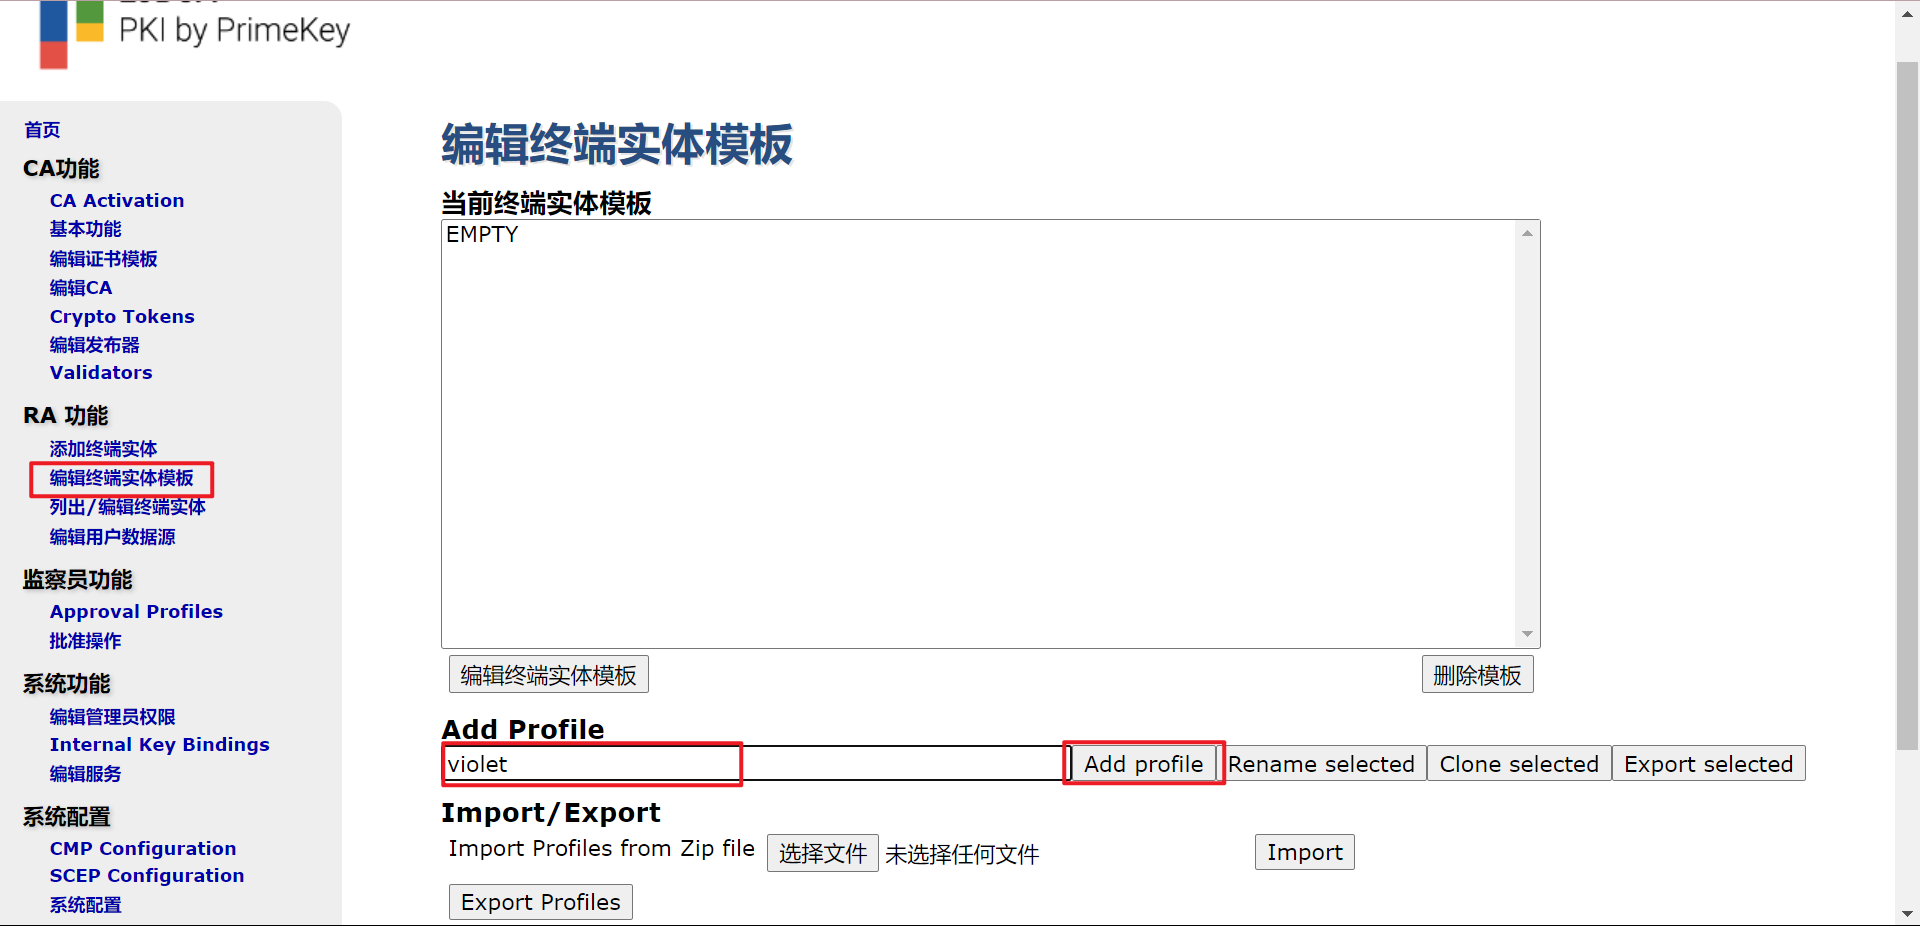 PKI by PrimeKey
首页
CA功能
CA Activation
基本功能
编辑证书模板
编辑CA
Crypto Tokens
编辑发布器
Validators
RA 功能
添加终端实体
编辑终端实体模板
列出/编辑终端实体
编辑用户数据源
监察员功能
Approval Profiles
批准操作
系统功能
编辑管理员权限
Internal Key Bindings
编辑服务
系统配置
CMP Configuration
SCEP Configuration
系统配置
编辑终端实体模板
当前终端实体模板
EMPTY
编辑终端实体模板 删除模板
Add Profile
violet Add profile Rename selected Clone selected Export selected
Import/Export
Import Profiles from Zip file 选择文件 未选择任何文件 Import
Export Profiles